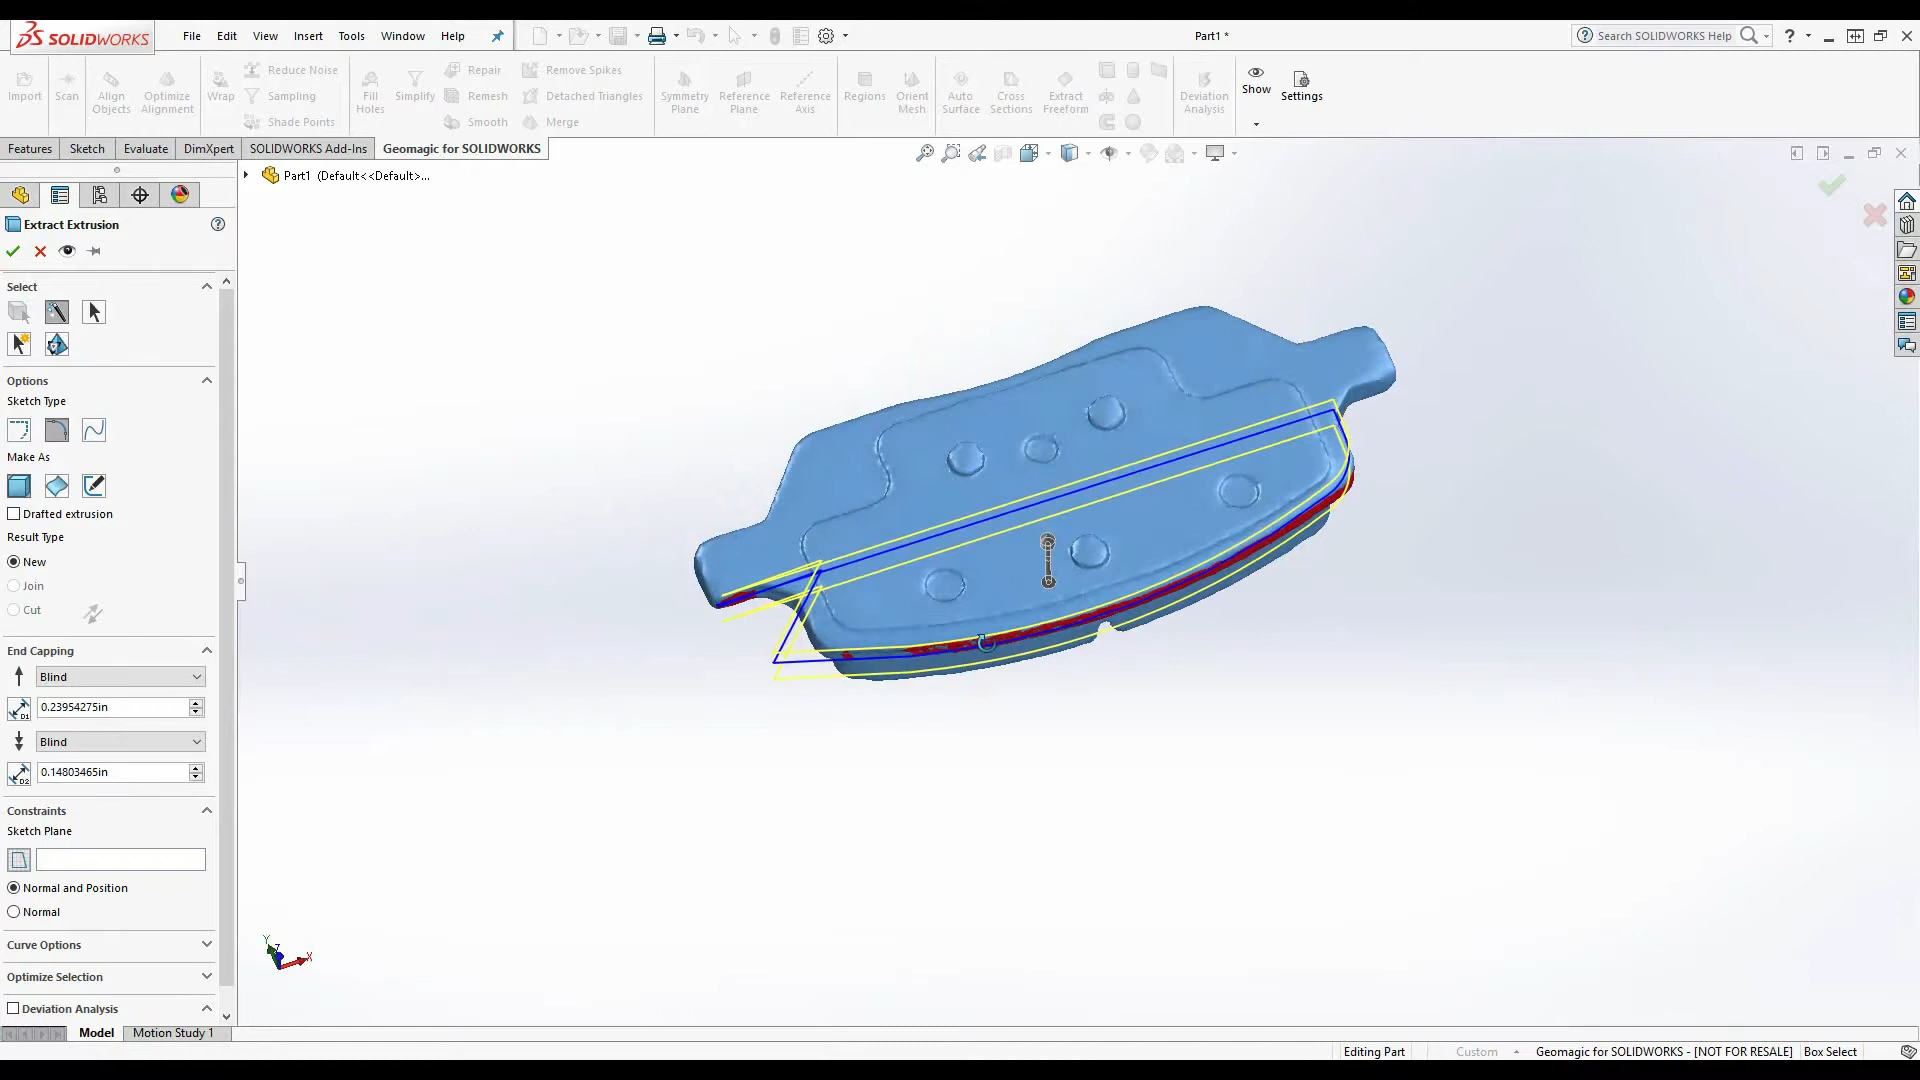 SOLIDWORKS File Edit View Insert Tools Window Help Part1 * Search SOLIDWORKS Help ?
Import Scan Align Objects Optimize Alignment Wrap Reduce Noise Sampling Shade Points Fill Holes Simplify Repair Remesh Smooth Remove Spikes Detached Triangles Merge Symmetry Plane Reference Plane Reference Axis Regions Orient Mesh Auto Surface Cross Sections Extract Freeform Deviation Analysis Show Settings
Features Sketch Evaluate DimXpert SOLIDWORKS Add-Ins Geomagic for SOLIDWORKS
Part1 (Default<<Default>...
Extract Extrusion ?
Select
Options
Sketch Type
Make As
Drafted extrusion
Result Type
New
Join
Cut
End Capping
Blind
D1 0.23954275in
Blind
D2 0.14803465in
Constraints
Sketch Plane
Normal and Position
Normal
Curve Options
Optimize Selection
Deviation Analysis
Y Z X
Model Motion Study 1
Editing Part Custom Geomagic for SOLIDWORKS - [NOT FOR RESALE] Box Select